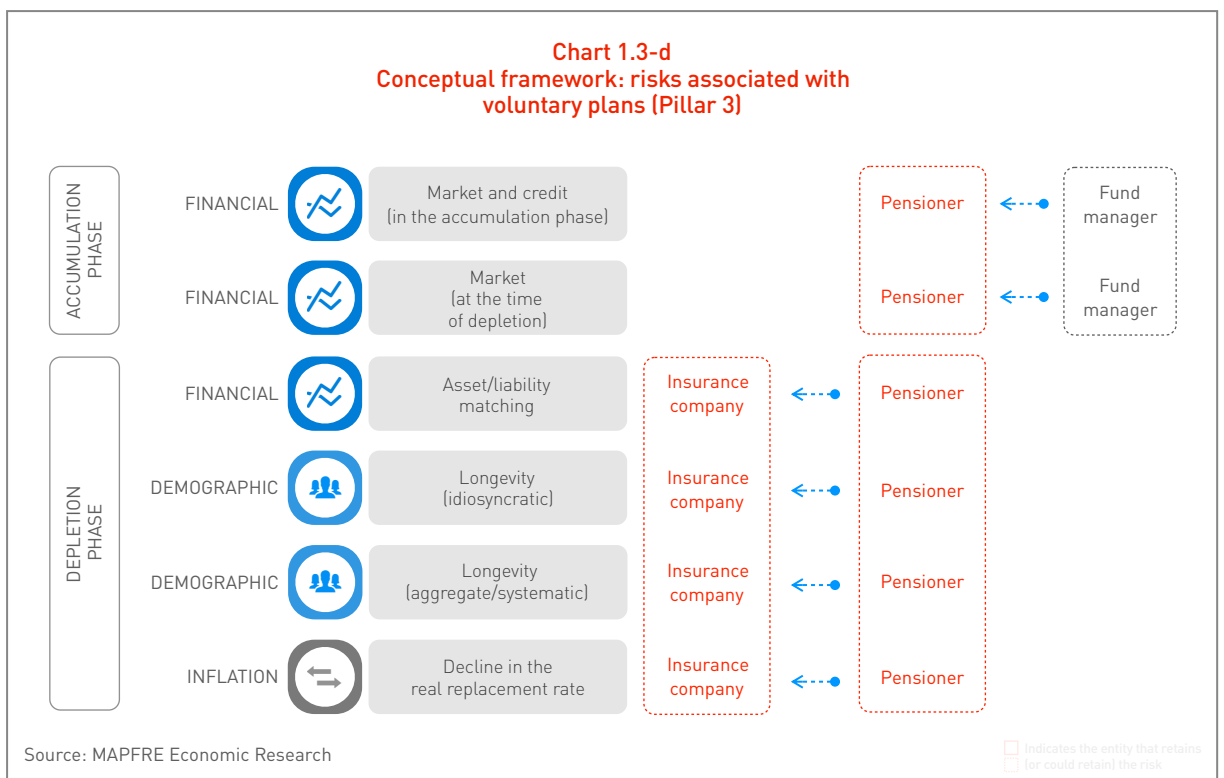 Chart 1.3-d
Conceptual framework: risks associated with
voluntary plans (Pillar 3)
ACCUMULATION
PHASE
FINANCIAL
Market and credit
(in the accumulation phase)
Pensioner
Fund
manager
FINANCIAL
Market
(at the time
of depletion)
Pensioner
Fund
manager
DEPLETION
PHASE
FINANCIAL
Asset/liability
matching
Insurance
company
Pensioner
DEMOGRAPHIC
Longevity
(idiosyncratic)
Insurance
company
Pensioner
DEMOGRAPHIC
Longevity
(aggregate/systematic)
Insurance
company
Pensioner
INFLATION
Decline in the
real replacement rate
Insurance
company
Pensioner
Source: MAPFRE Economic Research
Indicates the entity that retains
(or could retain) the risk